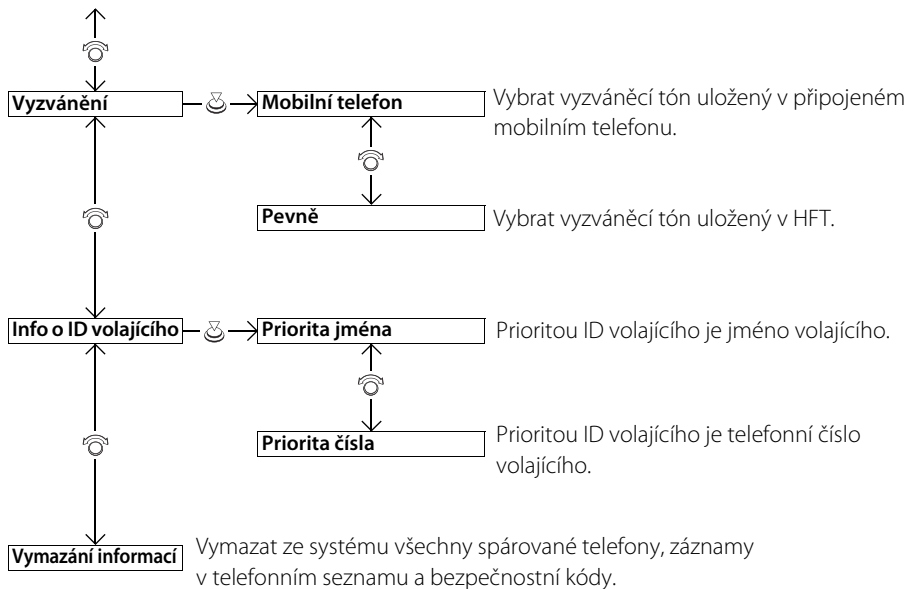 Vyzvánění
Mobilní telefon
Vybrat vyzváněcí tón uložený v připojeném
mobilním telefonu.
Pevně
Vybrat vyzváněcí tón uložený v HFT.
Info o ID volajícího
Priorita jména
Prioritou ID volajícího je jméno volajícího.
Priorita čísla
Prioritou ID volajícího je telefonní číslo
volajícího.
Vymazání informací
Vymazat ze systému všechny spárované telefony, záznamy
v telefonním seznamu a bezpečnostní kódy.